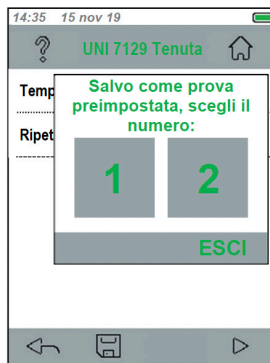 14:35 15 nov 19
? UNI 7129 Tenuta
Temp
Salvo come prova
preimpostata, scegli il
numero:
Ripet
1 2
ESCI